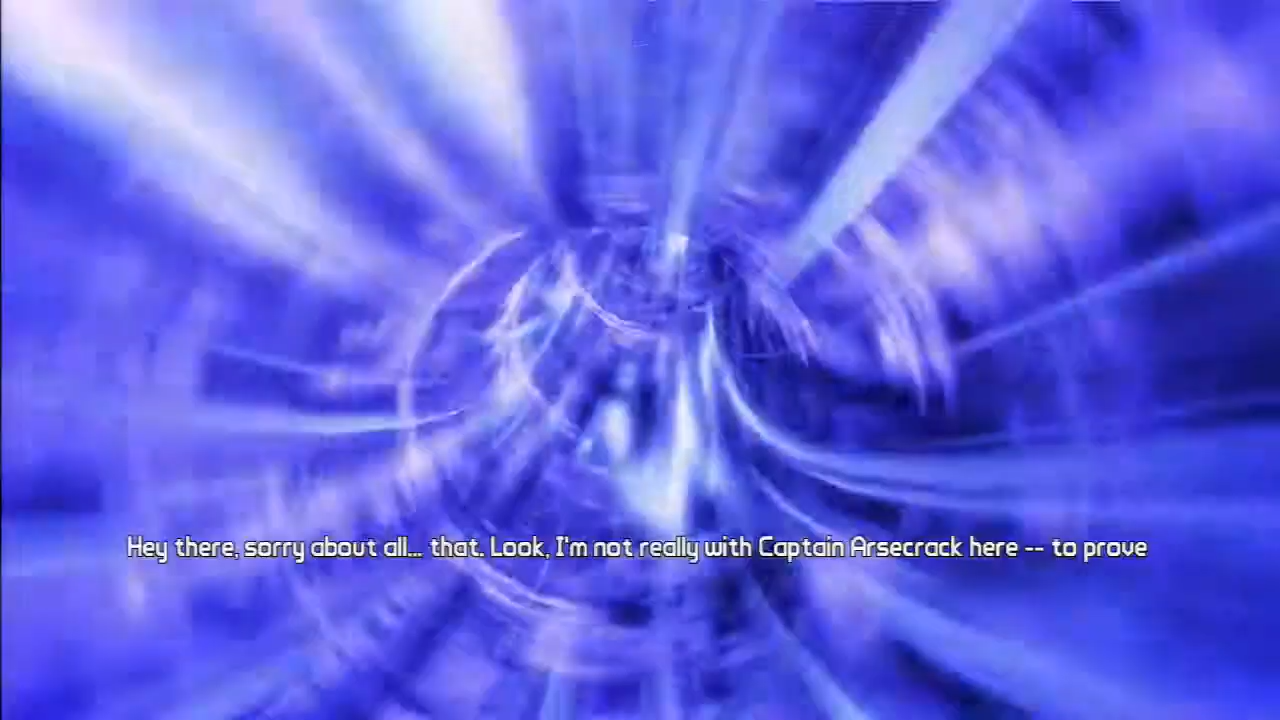 Hey there, sorry about all... that. Look, I'm not really with Captain Arsecrack here -- to prove